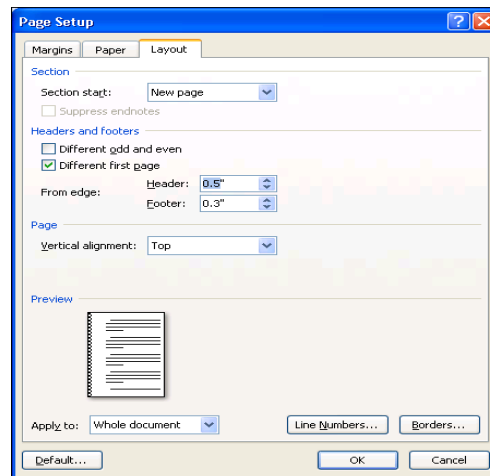 Page Setup
Margins Paper Layout
Section
Section start: New page
Suppress endnotes
Headers and footers
Different odd and even
Different first page
From edge: Header: 0.5"
Footer: 0.3"
Page
Vertical alignment: Top
Preview
Apply to: Whole document Line Numbers... Borders...
Default... OK Cancel